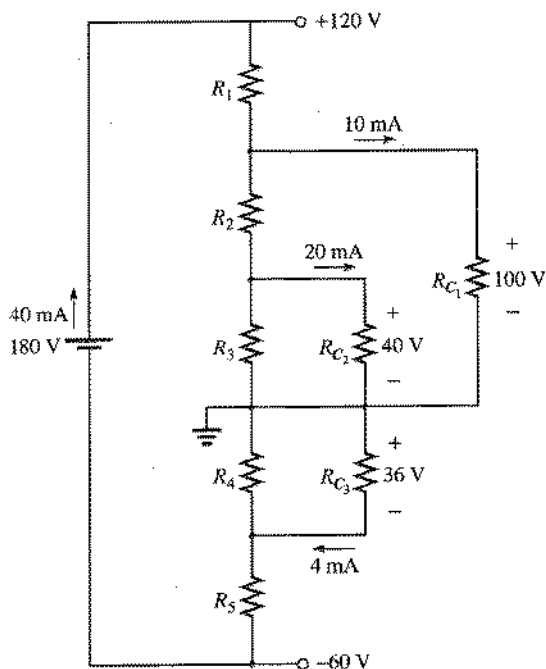 +120 V
R1
10 mA
R2
20 mA
+
RC1 100 V
−
40 mA
180 V
R3
+
RC2 40 V
−
R4
+
RC3 36 V
−
4 mA
R5
−60 V